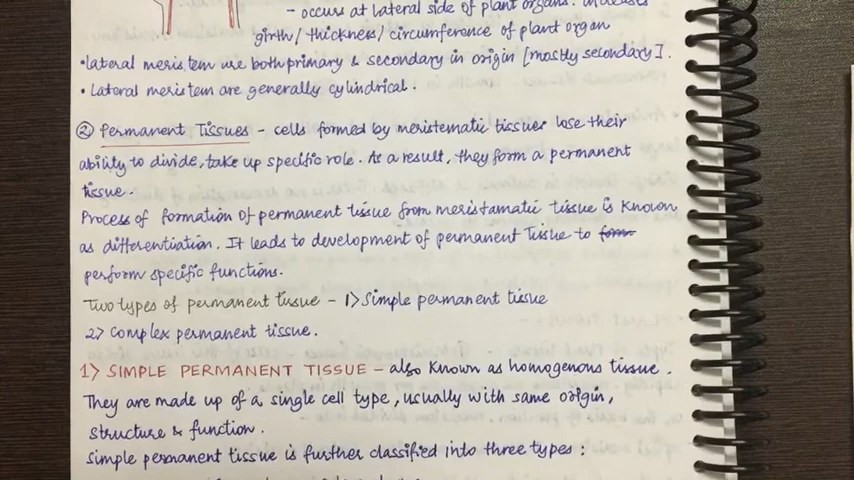 - occurs at lateral side of plant organs.
girth/ thickness/ circumference of plant organ
• lateral meristem are both primary & secondary in origin [mostly secondary].
• Lateral meristem are generally cylindrical.
② Permanent Tissues - cells formed by meristematic tissues lose their
ability to divide, take up specific role. As a result, they form a permanent
tissue.
Process of formation of permanent tissue from meristamatic tissue is known
as differentiation. It leads to development of permanent Tissue to form
perform specific functions.
Two types of permanent tissue - 1> Simple permanent tissue
2> Complex permanent tissue.
1> SIMPLE PERMANENT TISSUE - also known as homogenous tissue.
They are made up of a single cell type, usually with same origin,
structure & function.
Simple permanent tissue is further classified into three types :